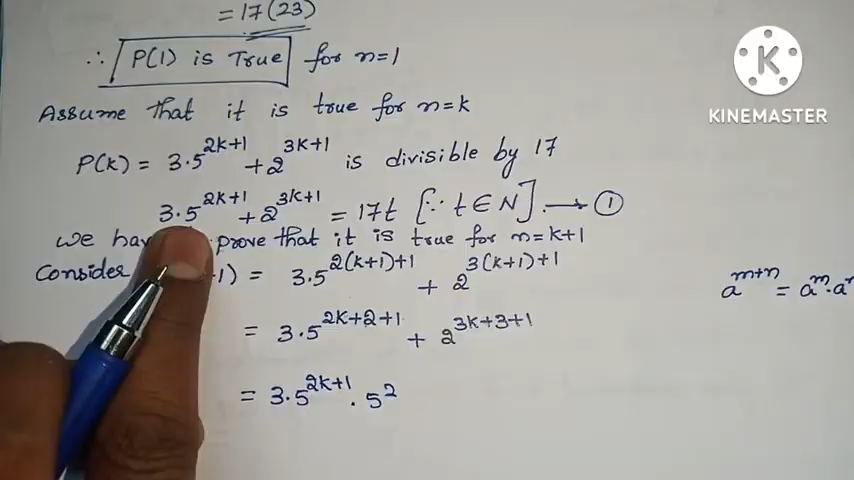 = 17(23)
∴ P(1) is True for n=1
Assume that it is true for n=k
P(k) = 3·5^{2k+1} + 2^{3k+1} is divisible by 17
3·5^{2k+1} + 2^{3k+1} = 17t [∵ t∈N] → ①
we prove that it is true for n=k+1
Consider +1) = 3·5^{2(k+1)+1} + 2^{3(k+1)+1}
= 3·5^{2k+2+1} + 2^{3k+3+1}
= 3·5^{2k+1} . 5^2
a^{m+n} = a^m . a
K
KINEMASTER